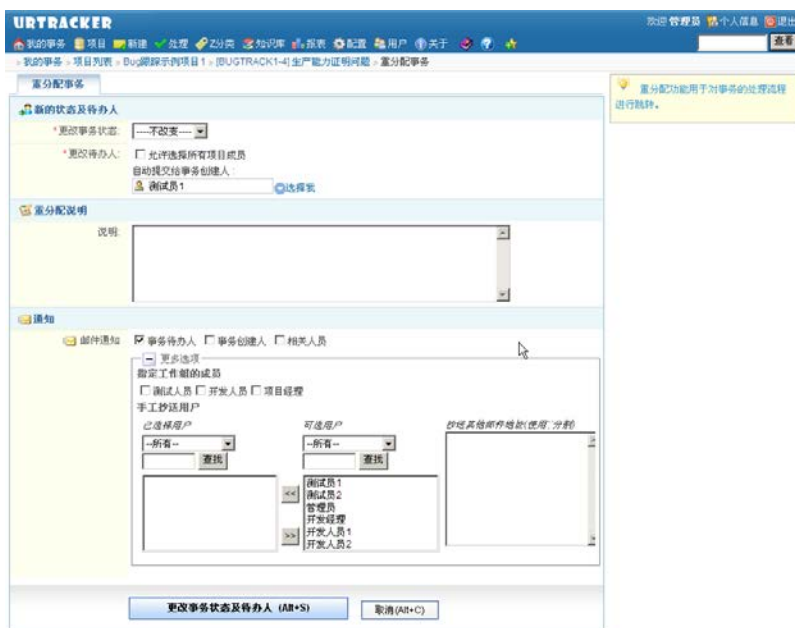 URTRACKER
欢迎 管理员 个人信息 退出
我的事务 项目 新建 处理 Z分类 知识库 报表 配置 用户 关于 查看
» 我的事务 » 项目列表 » Bug跟踪示例项目1 » [BUGTRACK1-4]生产能力证明问题 » 重分配事务
重分配事务
重分配功能用于对事务的处理流程
进行跳转。
新的状态及待办人
*更改事务状态: ----不改变----
*更改待办人: 允许选择所有项目成员
自动提交给事务创建人:
测试员1 选择我
重分配说明
说明:
通知
邮件通知 事务待办人 事务创建人 相关人员
更多选项
指定工作组的成员
测试人员 开发人员 项目经理
手工抄送用户
已选择用户 可选用户 抄送其他邮件地址(使用;分割)
--所有-- --所有--
查找 查找
测试员1
<< 测试员2
管理员
开发经理
>> 开发人员1
开发人员2
更改事务状态及待办人 (Alt+S) 取消(Alt+C)